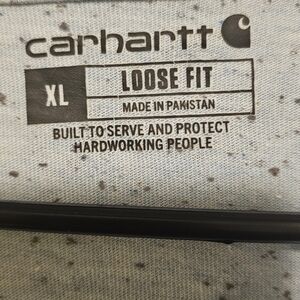 carhartt
XL
LOOSE FIT
MADE IN PAKISTAN
BUILT TO SERVE AND PROTECT
HARDWORKING PEOPLE